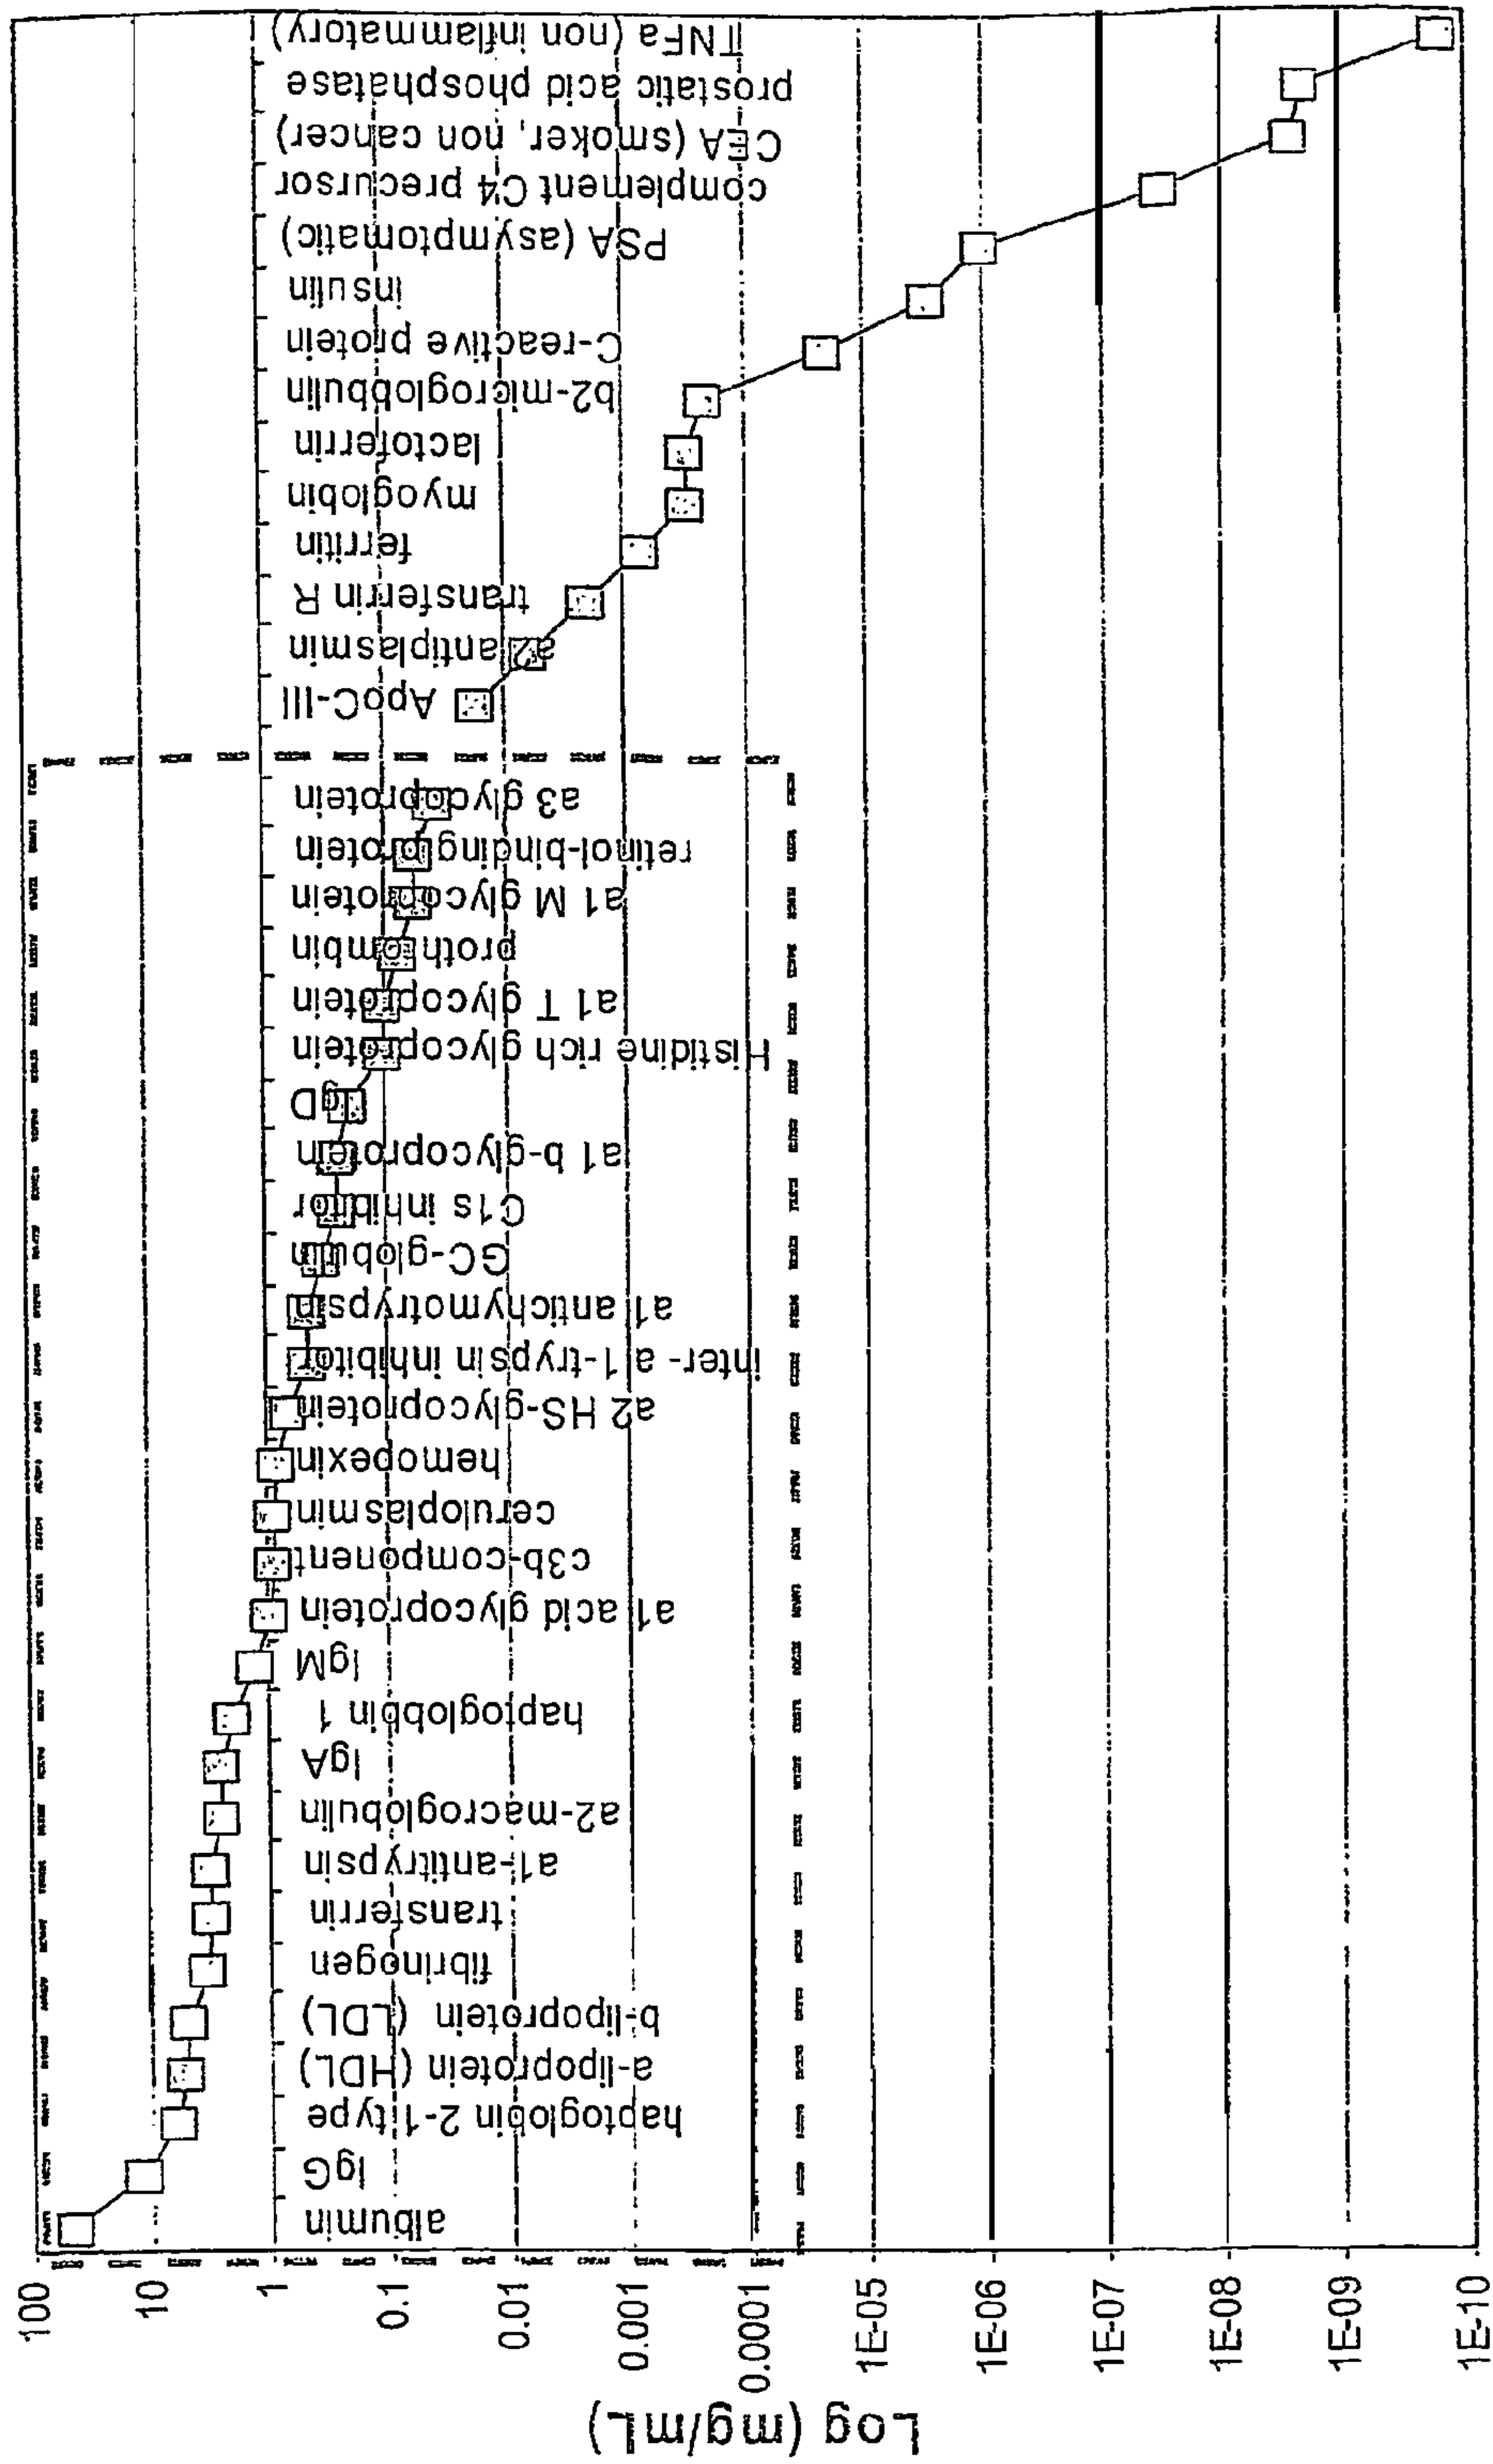 Log (mg/mL)
100
10
1
0.1
0.01
0.001
0.0001
1E-05
1E-06
1E-07
1E-08
1E-09
1E-10
albumin
IgG
haptoglobin 2-1 type
a-lipoprotein (HDL)
b-lipoprotein (LDL)
fibrinogen
transferrin
a1-antitrypsin
a2-macroglobulin
IgA
haptoglobbin 1
IgM
a1 acid glycoprotein
c3b-component
ceruloplasmin
hemopexin
a2 HS-glycoprotein
inter- a 1-trypsin inhibitor
a1 antichymotrypsin
GC-globulin
C1s inhibitor
a1 b-glycoprotein
IgD
Histidine rich glycoprotein
a1 T glycoprotein
prothrombin
a1 M glycoprotein
retinol-binding protein
a3 glycoprotein
ApoC-III
a2 antiplasmin
transferrin R
ferritin
myoglobin
lactoferrin
b2-microglobbulin
C-reactive protein
insulin
PSA (asymptomatic)
complement C4 precursor
CEA (smoker, non cancer)
prostatic acid phosphatase
TNFa (non inflammatory)